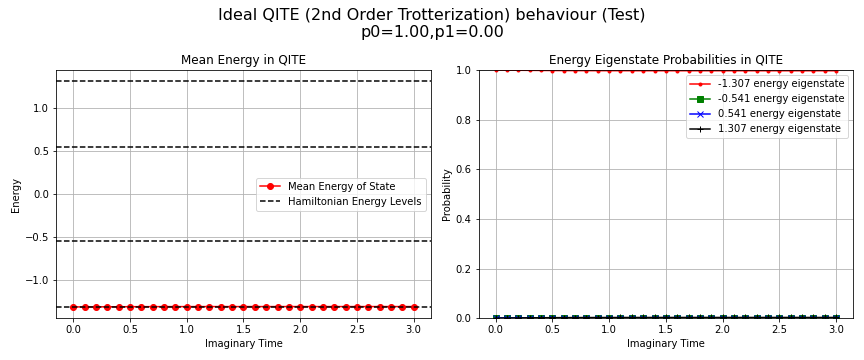 Ideal QITE (2nd Order Trotterization) behaviour (Test)
p0=1.00,p1=0.00
Mean Energy in QITE
Energy
1.0
0.5
0.0
−0.5
−1.0
Mean Energy of State
Hamiltonian Energy Levels
0.0 0.5 1.0 1.5 2.0 2.5 3.0
Imaginary Time
Energy Eigenstate Probabilities in QITE
Probability
1.0
0.8
0.6
0.4
0.2
0.0
-1.307 energy eigenstate
-0.541 energy eigenstate
0.541 energy eigenstate
1.307 energy eigenstate
0.0 0.5 1.0 1.5 2.0 2.5 3.0
Imaginary Time